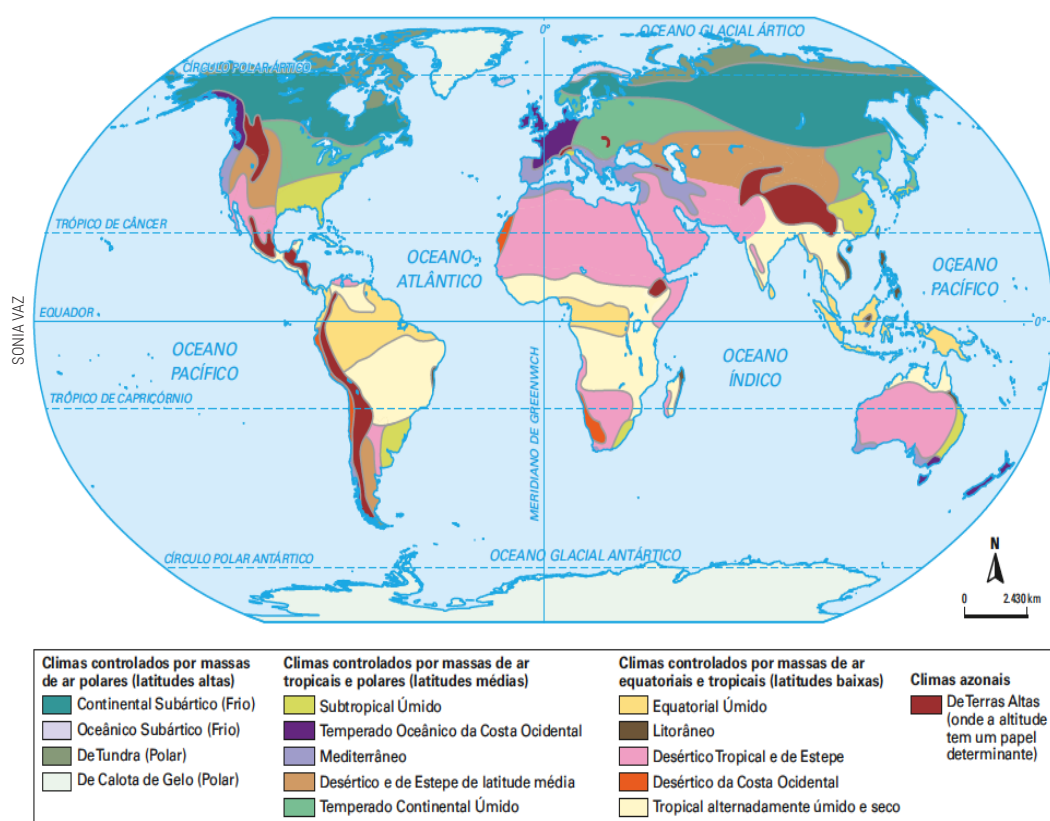 OCEANO GLACIAL ÁRTICO
0°
CÍRCULO POLAR ÁRTICO
TRÓPICO DE CÂNCER
OCEANO
ATLÂNTICO
OCEANO
PACÍFICO
EQUADOR
0°
OCEANO
PACÍFICO
OCEANO
ÍNDICO
TRÓPICO DE CAPRICÓRNIO
MERIDIANO DE GREENWICH
CÍRCULO POLAR ANTÁRTICO
OCEANO GLACIAL ANTÁRTICO
N
0 2.430 km
SONIA VAZ
Climas controlados por massas
de ar polares (latitudes altas)
Continental Subártico (Frio)
Oceânico Subártico (Frio)
De Tundra (Polar)
De Calota de Gelo (Polar)
Climas controlados por massas de ar
tropicais e polares (latitudes médias)
Subtropical Úmido
Temperado Oceânico da Costa Ocidental
Mediterrâneo
Desértico e de Estepe de latitude média
Temperado Continental Úmido
Climas controlados por massas de ar
equatoriais e tropicais (latitudes baixas)
Equatorial Úmido
Litorâneo
Desértico Tropical e de Estepe
Desértico da Costa Ocidental
Tropical alternadamente úmido e seco
Climas azonais
De Terras Altas
(onde a altitude
tem um papel
determinante)